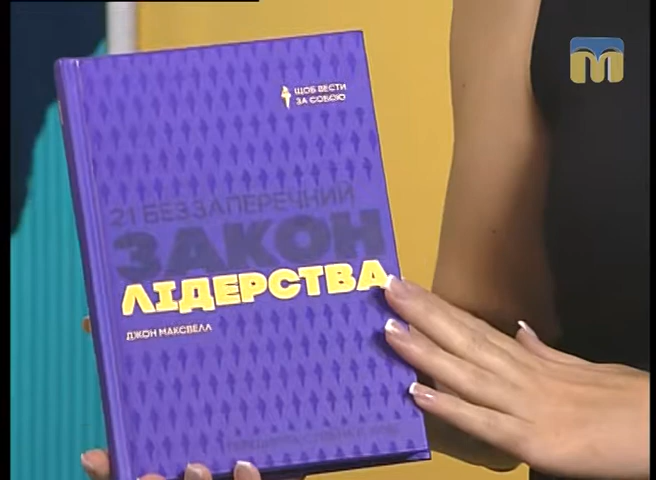 ЩОБ ВЕСТИ
ЗА СОБОЮ
21 БЕЗЗАПЕРЕЧНИЙ
ЗАКОН
ЛІДЕРСТВА
ДЖОН МАКСВЕЛЛ